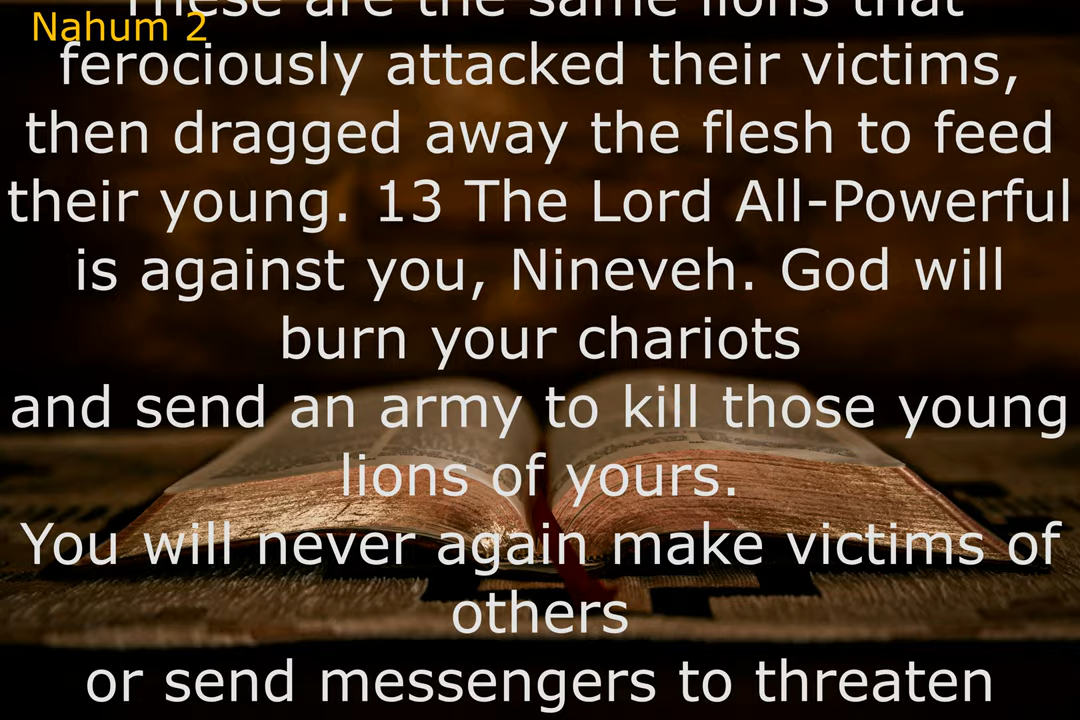 These are the same lions that
Nahum 2
ferociously attacked their victims,
then dragged away the flesh to feed
their young. 13 The Lord All-Powerful
is against you, Nineveh. God will
burn your chariots
and send an army to kill those young
lions of yours.
You will never again make victims of
others
or send messengers to threaten